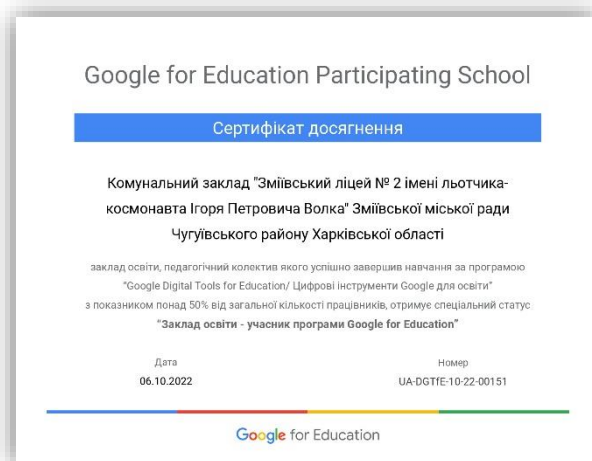 Google for Education Participating School
Сертифікат досягнення
Комунальний заклад "Зміївський ліцей № 2 імені льотчика-
космонавта Ігоря Петровича Волка" Зміївської міської ради
Чугуївського району Харківської області
заклад освіти, педагогічний колектив якого успішно завершив навчання за програмою
"Google Digital Tools for Education/ Цифрові інструменти Google для освіти"
з показником понад 50% від загальної кількості працівників, отримує спеціальний статус
"Заклад освіти - учасник програми Google for Education"
Дата
Номер
06.10.2022
UA-DGTfE-10-22-00151
Google for Education